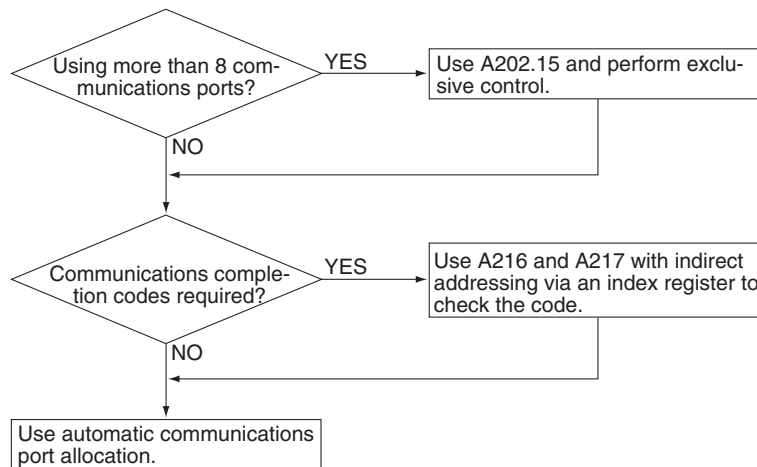 Using more than 8 com-
munications ports?
YES
Use A202.15 and perform exclu-
sive control.
NO
Communications comple-
tion codes required?
YES
Use A216 and A217 with indirect
addressing via an index register to
check the code.
NO
Use automatic communications
port allocation.